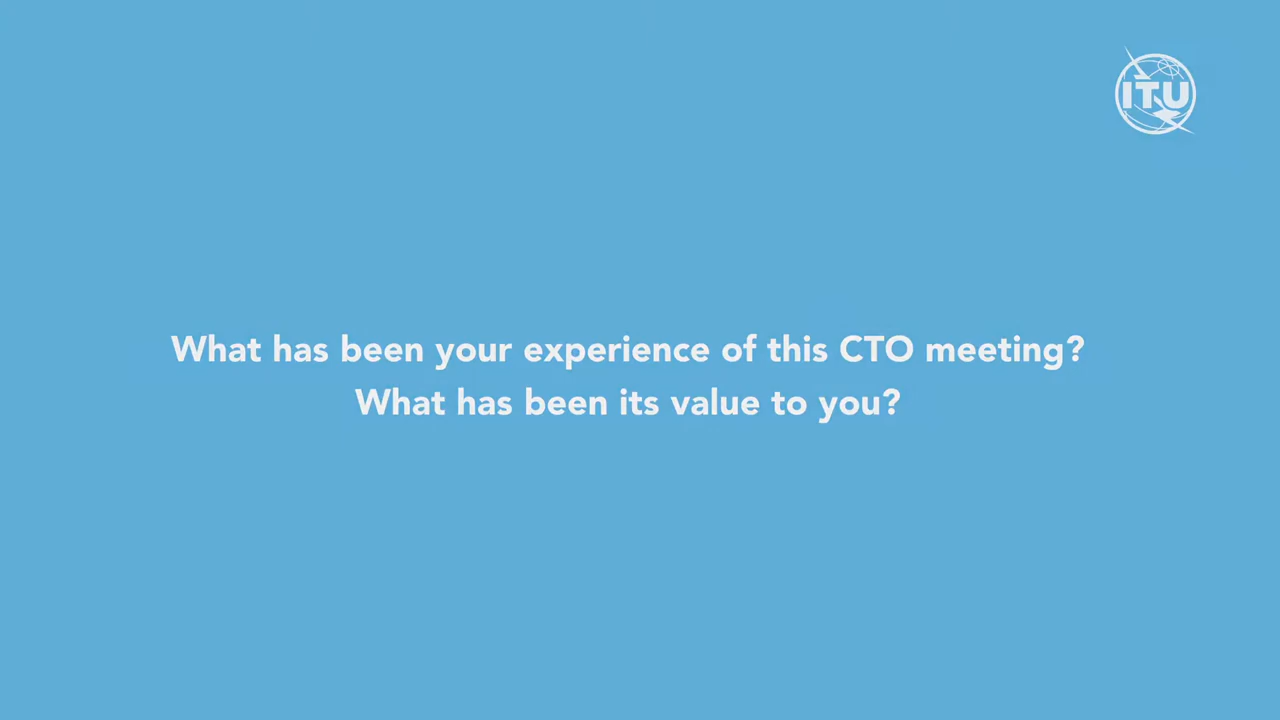 ITU
What has been your experience of this CTO meeting?
What has been its value to you?